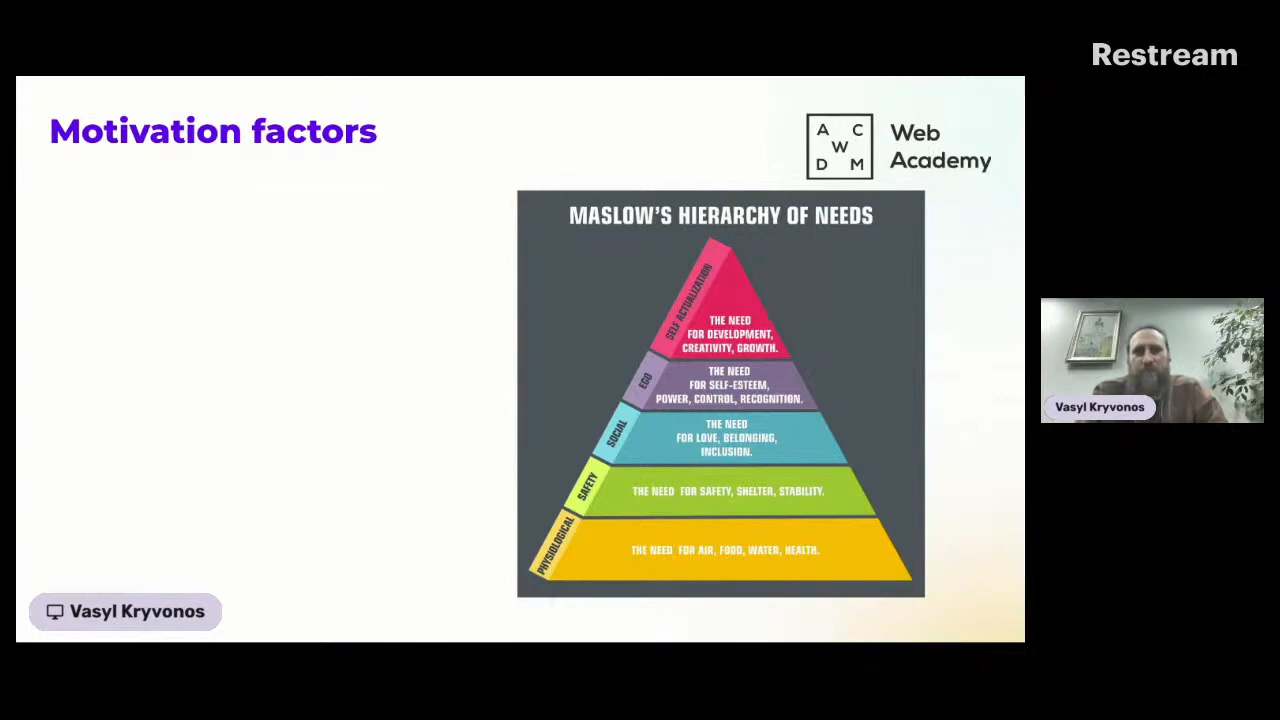 Restream
Motivation factors
A C
W
D M
Web
Academy
MASLOW'S HIERARCHY OF NEEDS
SELF ACTUALIZATION
THE NEED
FOR DEVELOPMENT,
CREATIVITY, GROWTH.
EGO
THE NEED
FOR SELF-ESTEEM,
POWER, CONTROL, RECOGNITION.
SOCIAL
THE NEED
FOR LOVE, BELONGING,
INCLUSION.
SAFETY
THE NEED FOR SAFETY, SHELTER, STABILITY.
PHYSIOLOGICAL
THE NEED FOR AIR, FOOD, WATER, HEALTH.
Vasyl Kryvonos
Vasyl Kryvonos